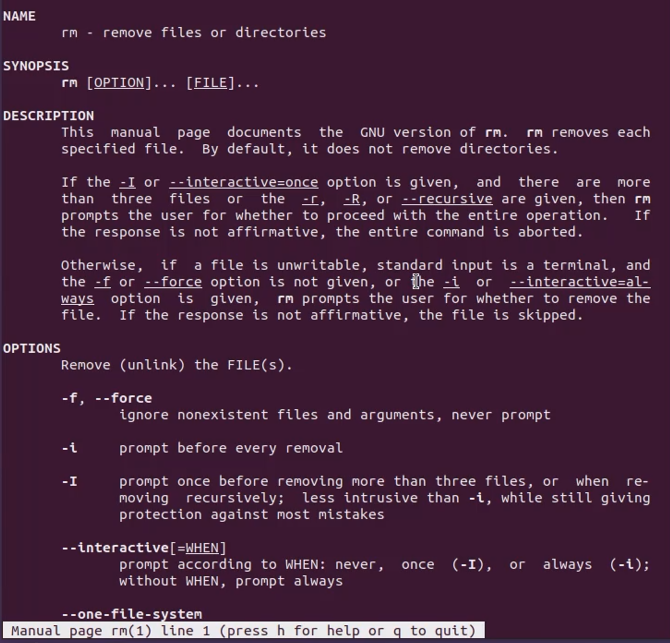 NAME
rm - remove files or directories
SYNOPSIS
rm [OPTION]... [FILE]...
DESCRIPTION
This manual page documents the GNU version of rm. rm removes each
specified file. By default, it does not remove directories.
If the -I or --interactive=once option is given, and there are more
than three files or the -r, -R, or --recursive are given, then rm
prompts the user for whether to proceed with the entire operation. If
the response is not affirmative, the entire command is aborted.
Otherwise, if a file is unwritable, standard input is a terminal, and
the -f or --force option is not given, or the -i or --interactive=al-
ways option is given, rm prompts the user for whether to remove the
file. If the response is not affirmative, the file is skipped.
OPTIONS
Remove (unlink) the FILE(s).
-f, --force
ignore nonexistent files and arguments, never prompt
-i prompt before every removal
-I prompt once before removing more than three files, or when re-
moving recursively; less intrusive than -i, while still giving
protection against most mistakes
--interactive[=WHEN]
prompt according to WHEN: never, once (-I), or always (-i);
without WHEN, prompt always
--one-file-system
Manual page rm(1) line 1 (press h for help or q to quit)